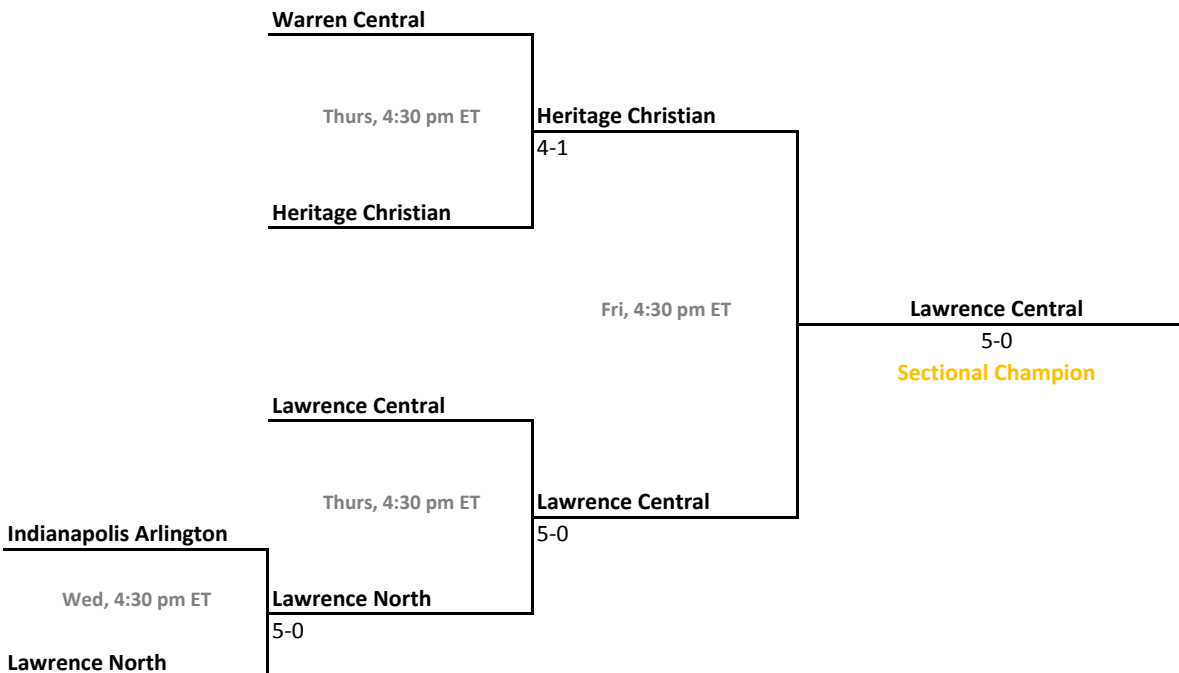 Warren Central
Thurs, 4:30 pm ET
Heritage Christian
4-1
Heritage Christian
Fri, 4:30 pm ET
Lawrence Central
5-0
Sectional Champion
Lawrence Central
Thurs, 4:30 pm ET
Lawrence Central
5-0
Indianapolis Arlington
Wed, 4:30 pm ET
Lawrence North
5-0
Lawrence North